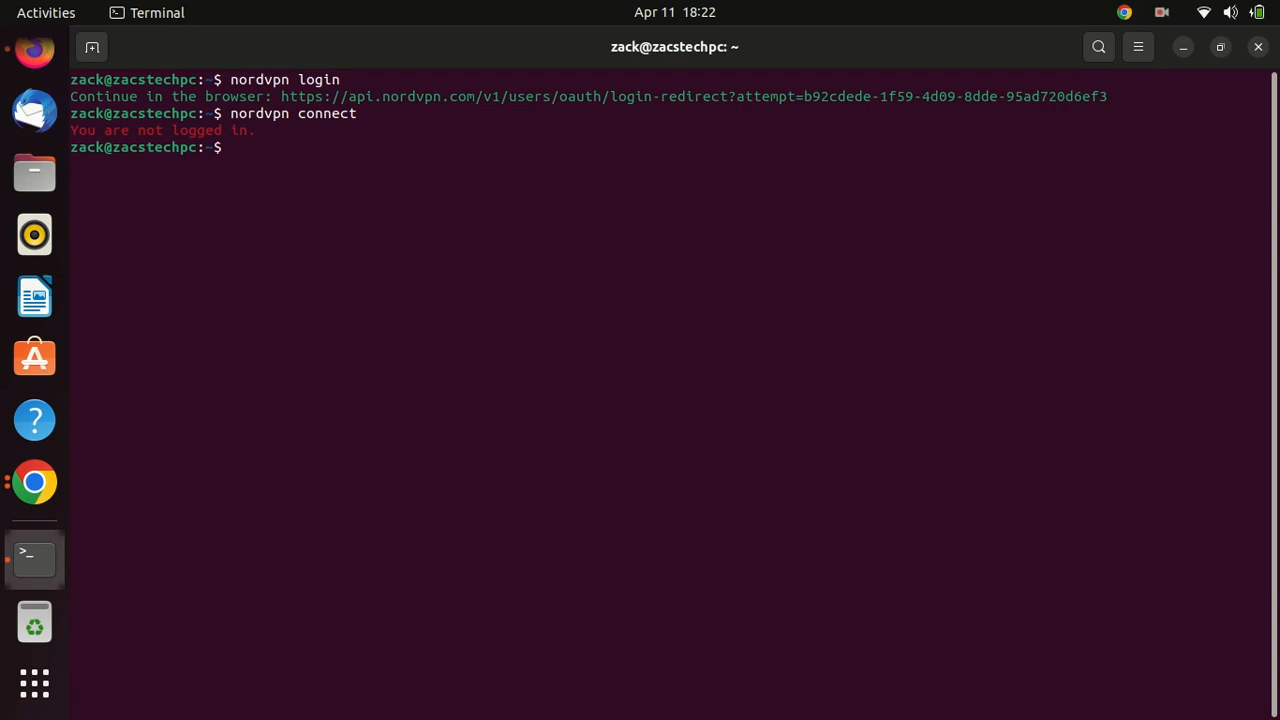 Activities
Terminal
Apr 11 18:22
zack@zacstechpc: ~
zack@zacstechpc:~$ nordvpn login
Continue in the browser: https://api.nordvpn.com/v1/users/oauth/login-redirect?attempt=b92cdede-1f59-4d09-8dde-95ad720d6ef3
zack@zacstechpc:~$ nordvpn connect
You are not logged in.
zack@zacstechpc:~$